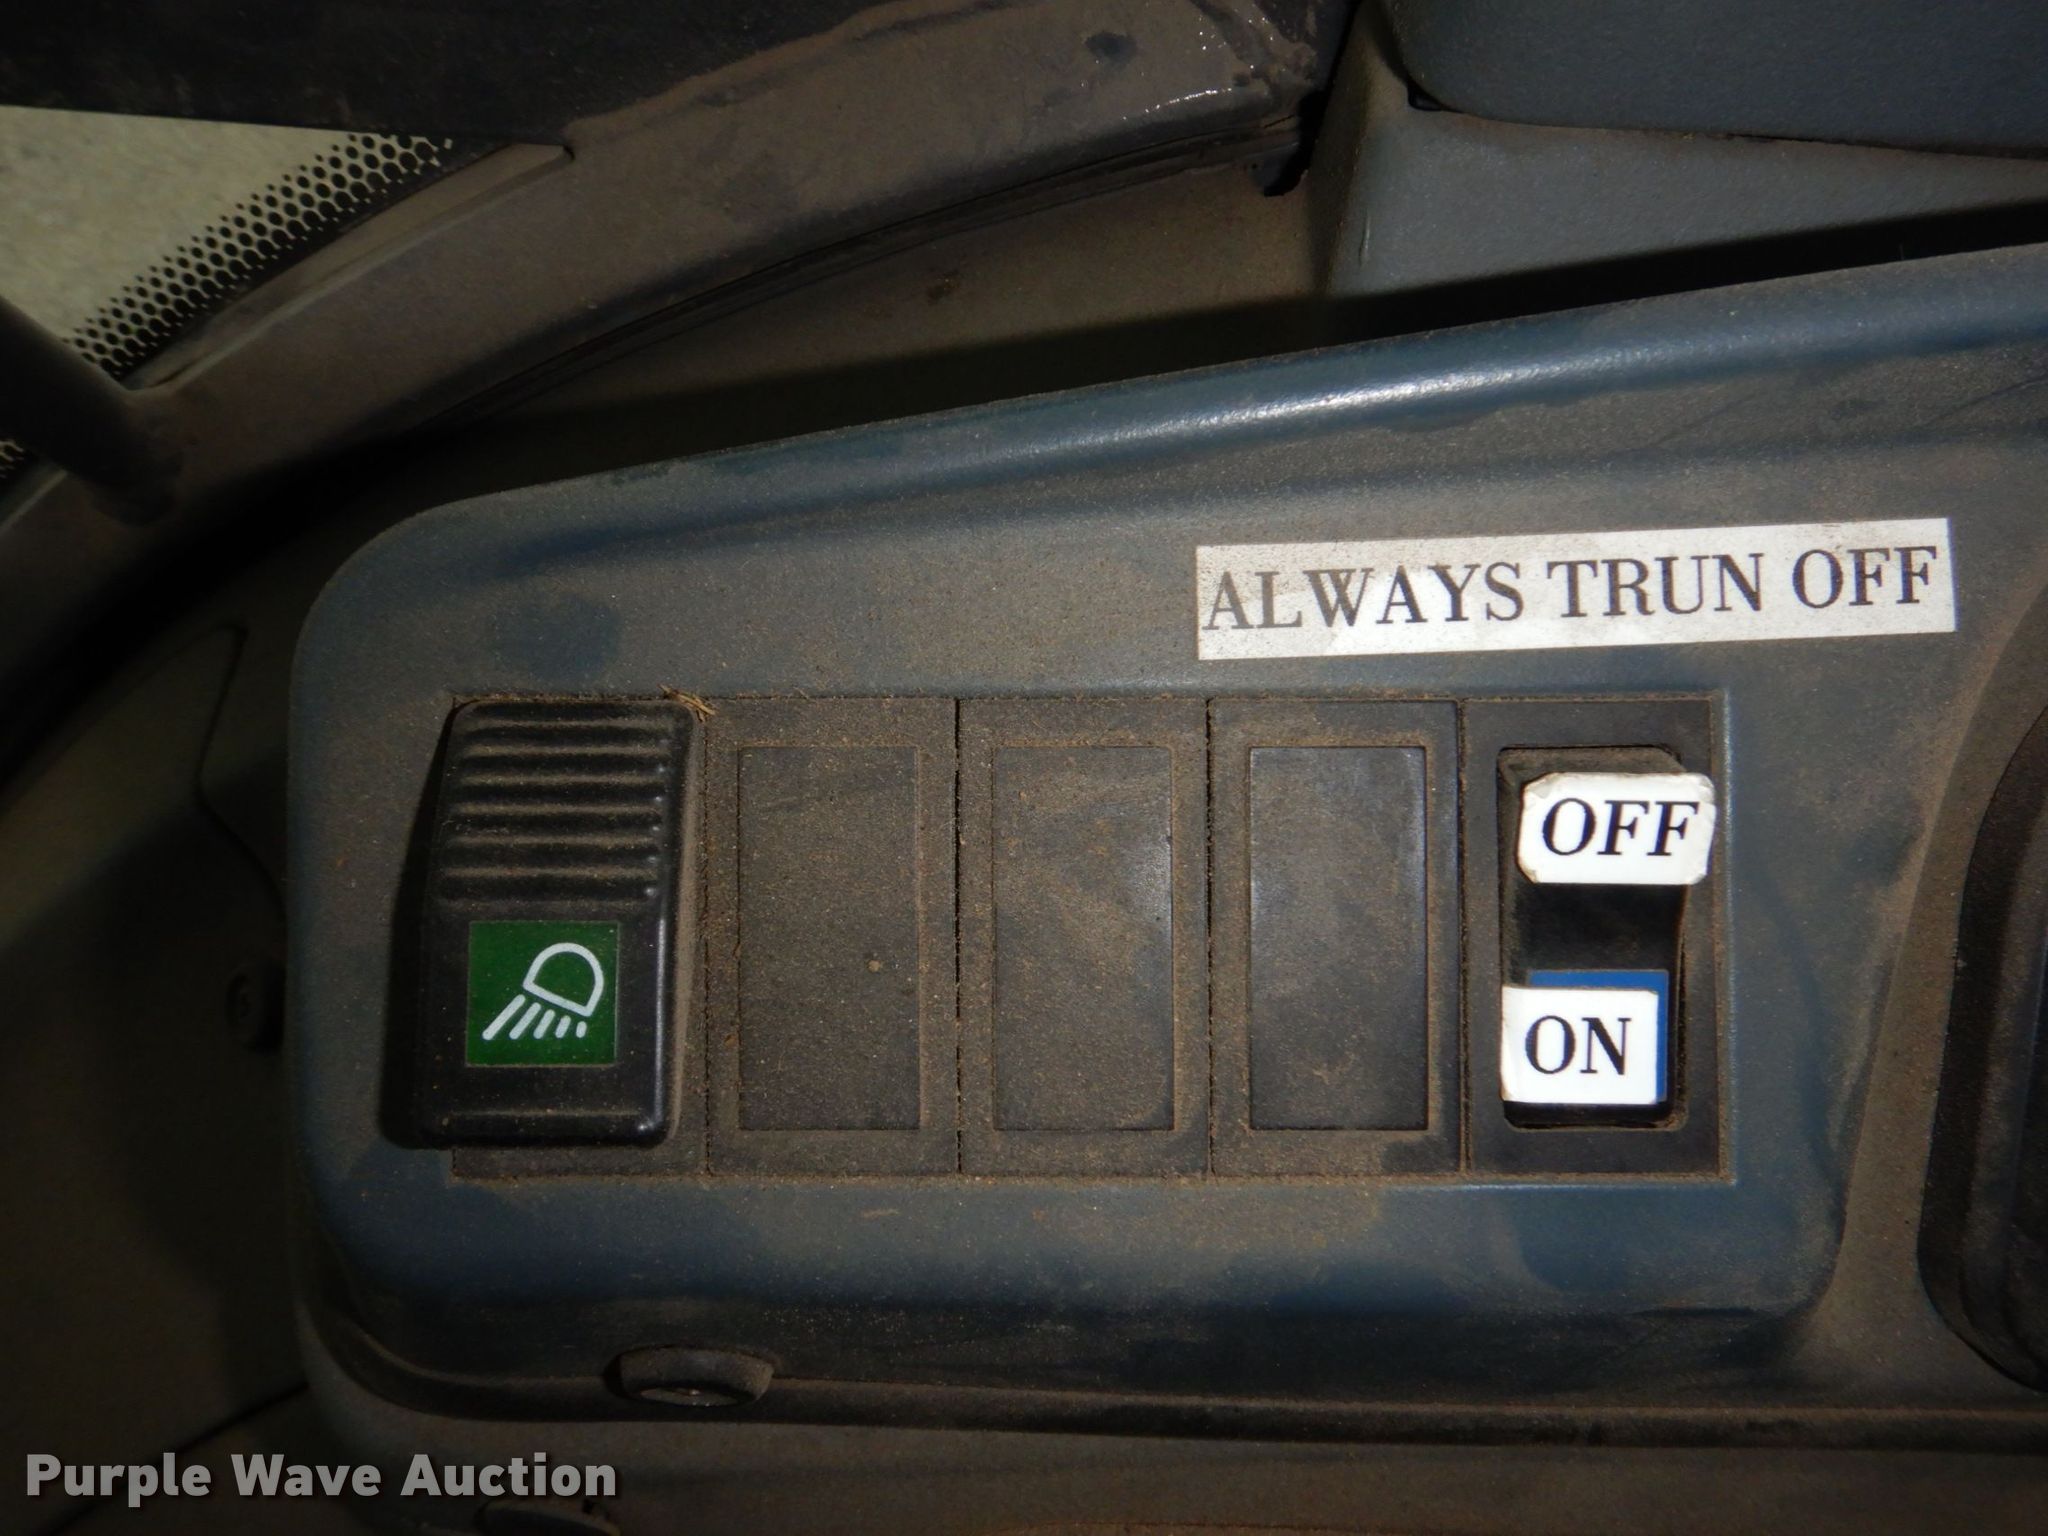 ALWAYS TRUN OFF
OFF
ON
Purple Wave Auction